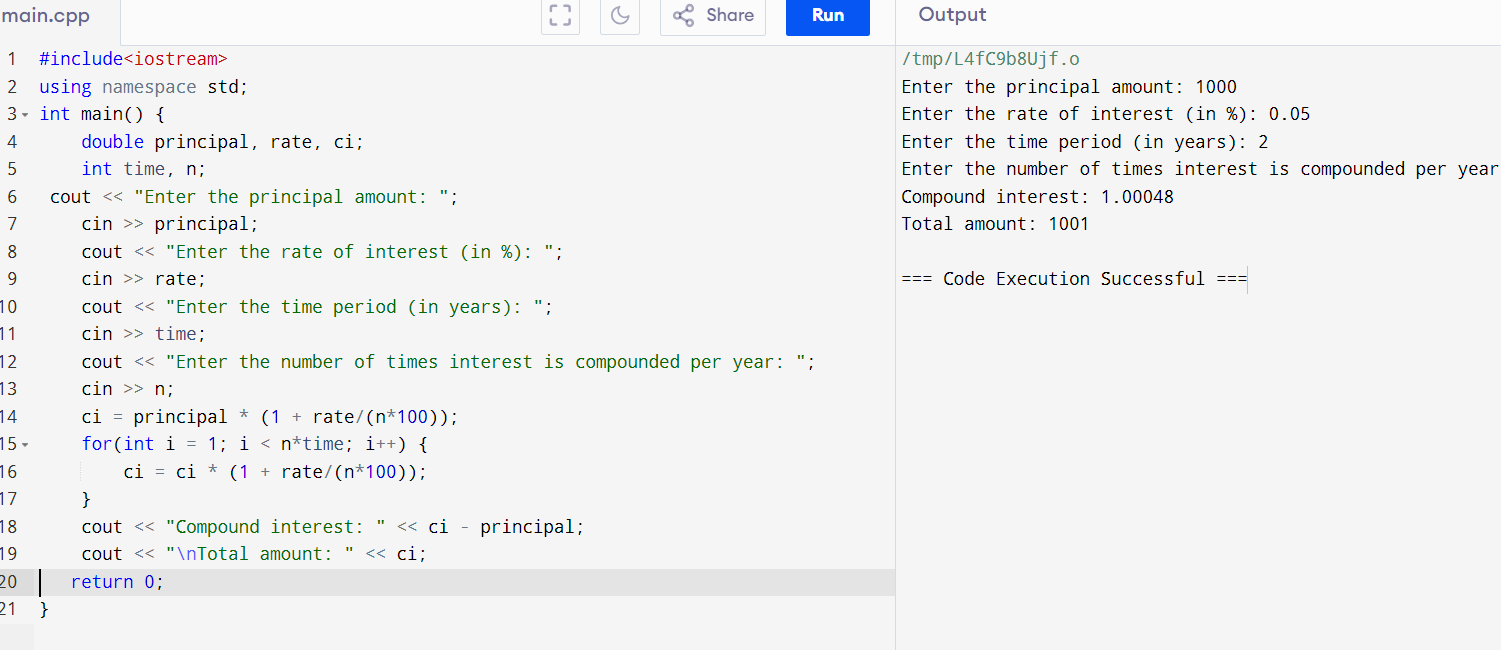 main.cpp
Share
Run
Output
1 #include<iostream>
2 using namespace std;
3 int main() {
4 double principal, rate, ci;
5 int time, n;
6 cout << "Enter the principal amount: ";
7 cin >> principal;
8 cout << "Enter the rate of interest (in %): ";
9 cin >> rate;
10 cout << "Enter the time period (in years): ";
11 cin >> time;
12 cout << "Enter the number of times interest is compounded per year: ";
13 cin >> n;
14 ci = principal * (1 + rate/(n*100));
15 for(int i = 1; i < n*time; i++) {
16 ci = ci * (1 + rate/(n*100));
17 }
18 cout << "Compound interest: " << ci - principal;
19 cout << "\nTotal amount: " << ci;
20 return 0;
21 }
/tmp/L4fC9b8Ujf.o
Enter the principal amount: 1000
Enter the rate of interest (in %): 0.05
Enter the time period (in years): 2
Enter the number of times interest is compounded per year
Compound interest: 1.00048
Total amount: 1001
=== Code Execution Successful ===